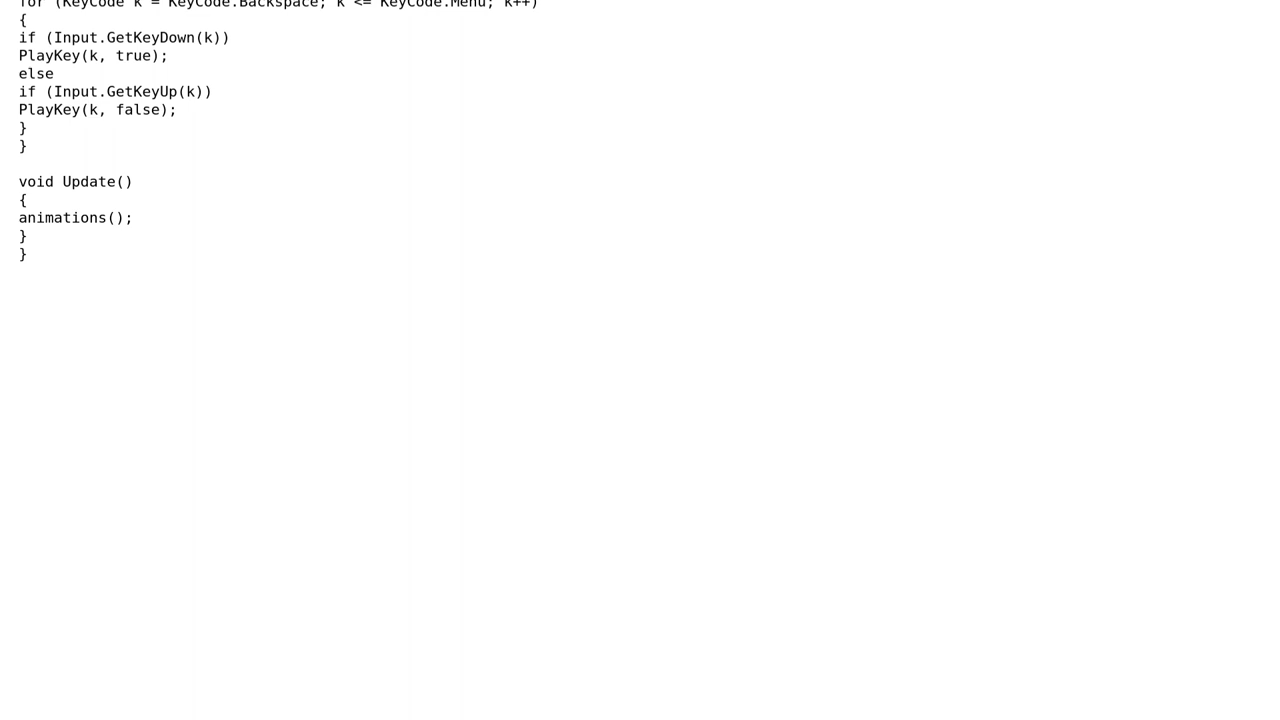 for (KeyCode k = KeyCode.Backspace; k <= KeyCode.Menu; k++)
{
if (Input.GetKeyDown(k))
PlayKey(k, true);
else
if (Input.GetKeyUp(k))
PlayKey(k, false);
}
}
void Update()
{
animations();
}
}